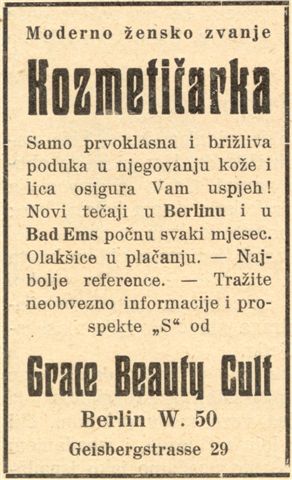 Moderno žensko zvanje
Kozmetičarka
Samo prvoklasna i brižliva
poduka u njegovanju kože i
lica osigura Vam uspjeh!
Novi tečaji u Berlinu i u
Bad Ems počnu svaki mjesec.
Olakšice u plačanju. — Naj-
bolje reference. — Tražite
neobvezno informacije i pro-
spekte „S“ od
Grace Beauty Cult
Berlin W. 50
Geisbergstrasse 29